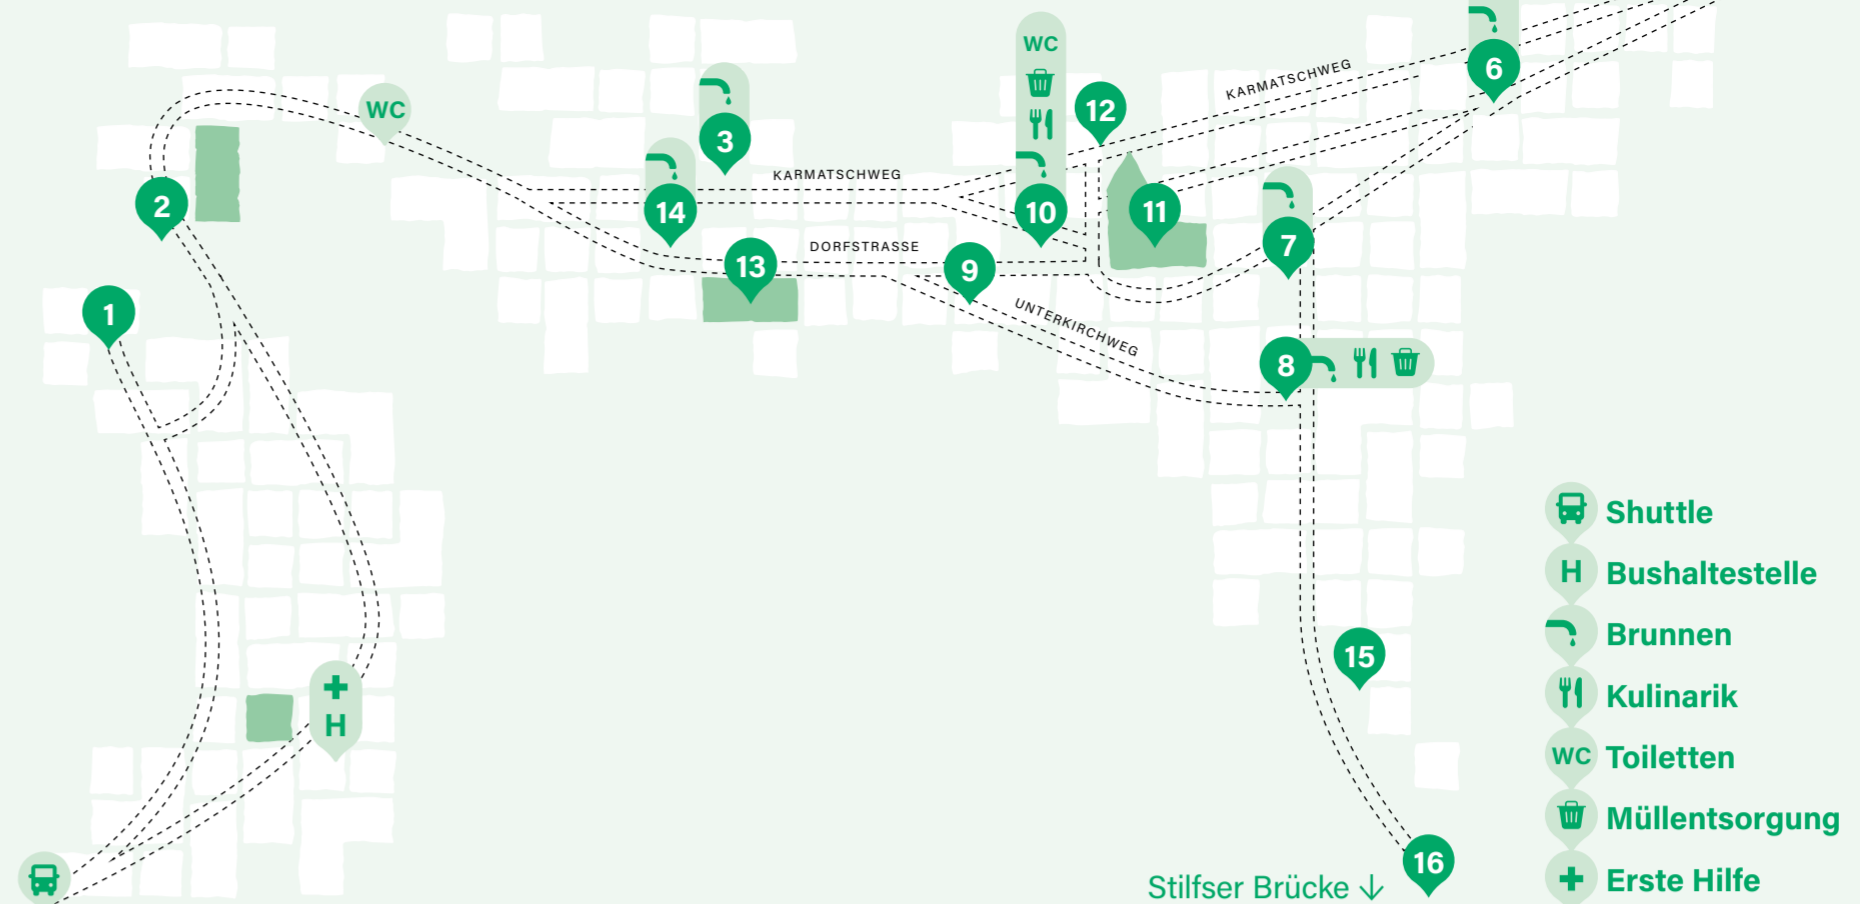 WC
6
KARMATSCHWEG
WC
12
3
KARMATSCHWEG
2
14
10
11
7
DORFSTRASSE
13
9
1
UNTERKIRCHWEG
8
Shuttle
H Bushaltestelle
Brunnen
15
Kulinarik
H
WC Toiletten
Müllentsorgung
16
Erste Hilfe
Stilfser Brücke ↓